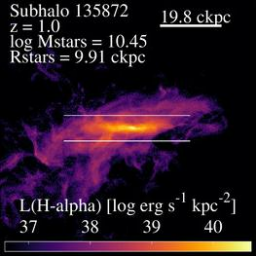 Subhalo 135872
z = 1.0
log Mstars = 10.45
Rstars = 9.91 ckpc
19.8 ckpc
L(H-alpha) [log erg s⁻¹ kpc⁻²]
37 38 39 40